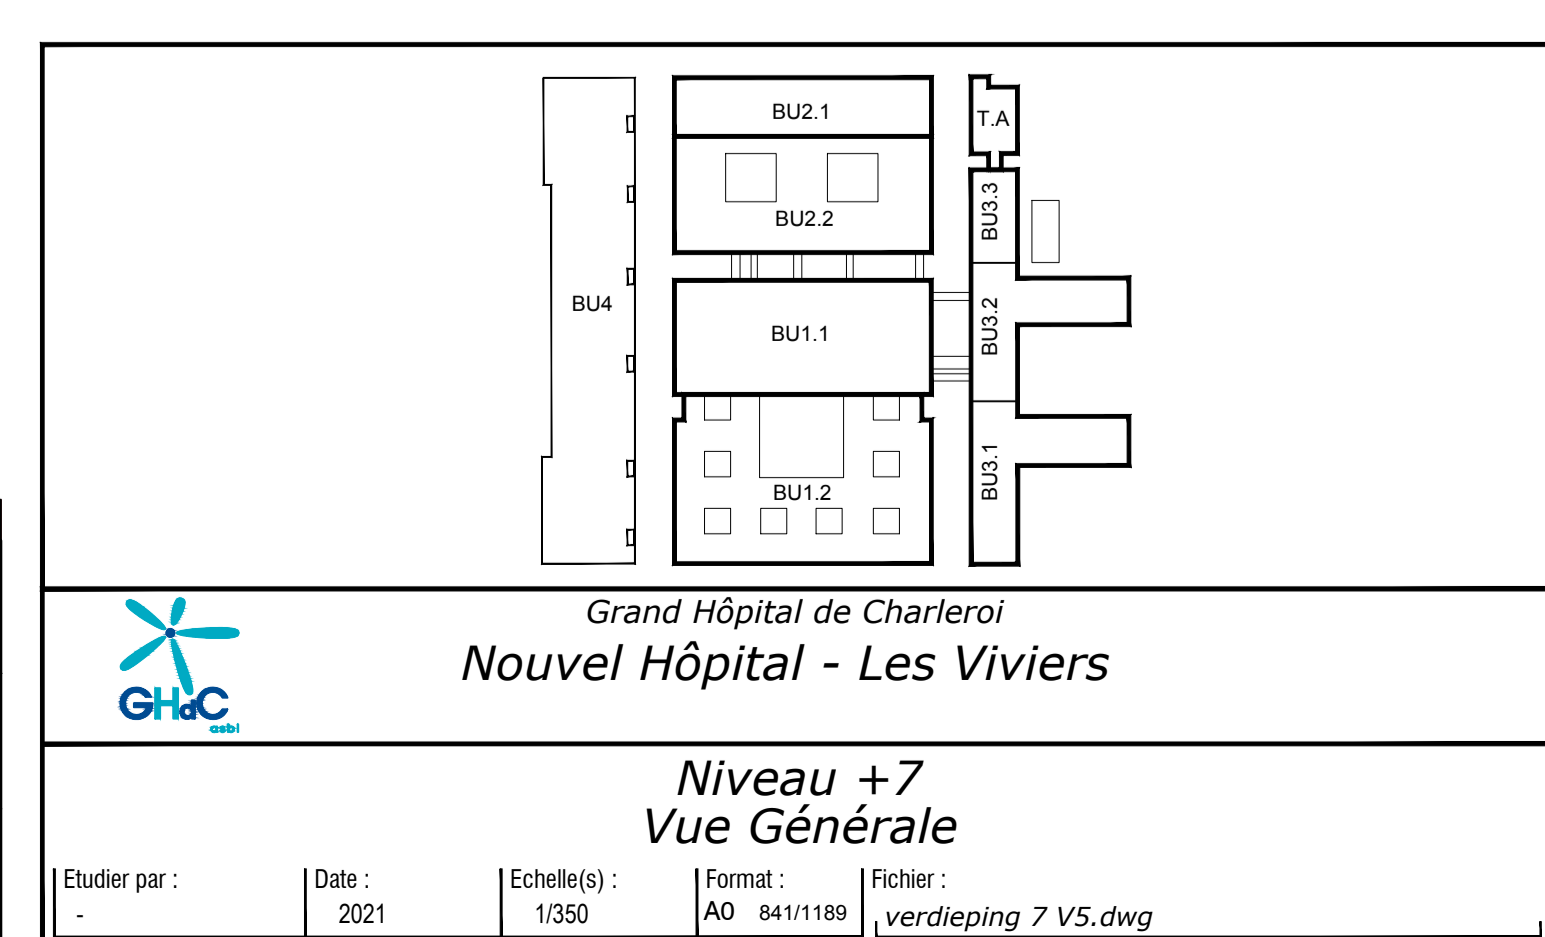 BU2.1
T.A
BU3.3
BU2.2
BU4
BU3.2
BU1.1
BU3.1
BU1.2
Grand Hôpital de Charleroi
Nouvel Hôpital - Les Viviers
GHdC
asbl
Niveau +7
Vue Générale
Etudier par : Date : Echelle(s) : Format : Fichier :
- 2021 1/350 A0 841/1189 verdieping 7 V5.dwg